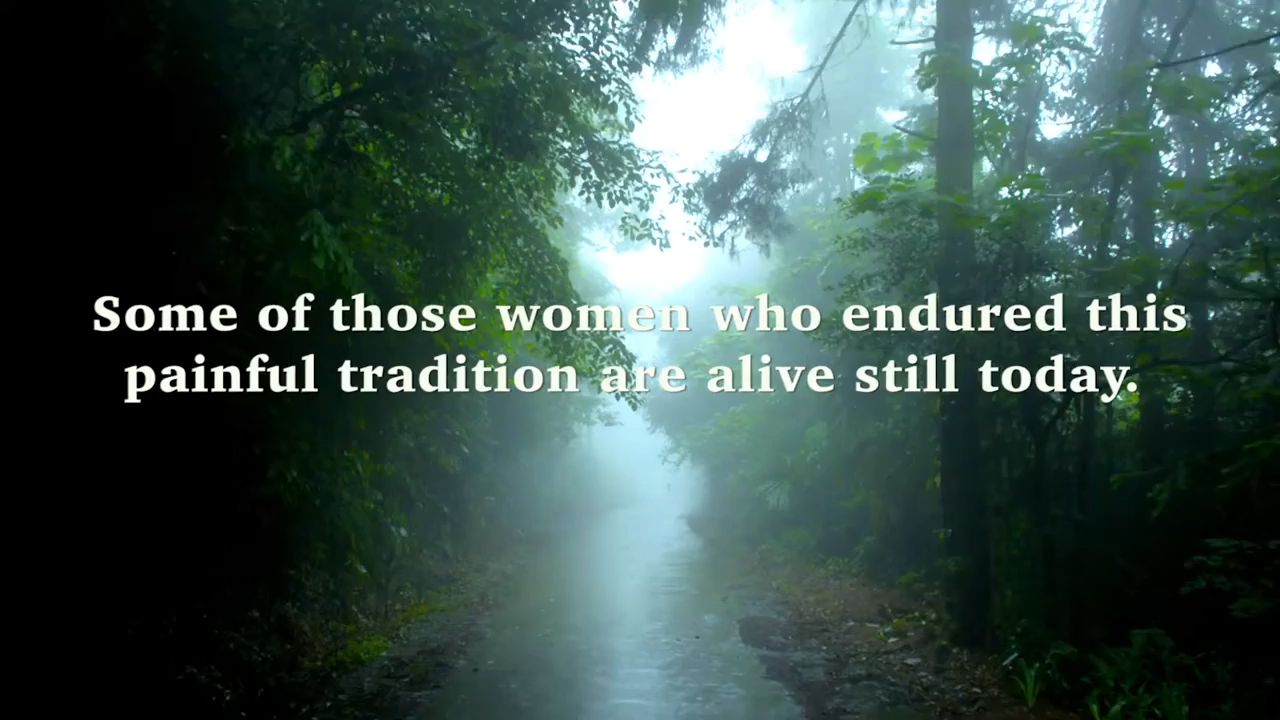 Some of those women who endured this
painful tradition are alive still today.